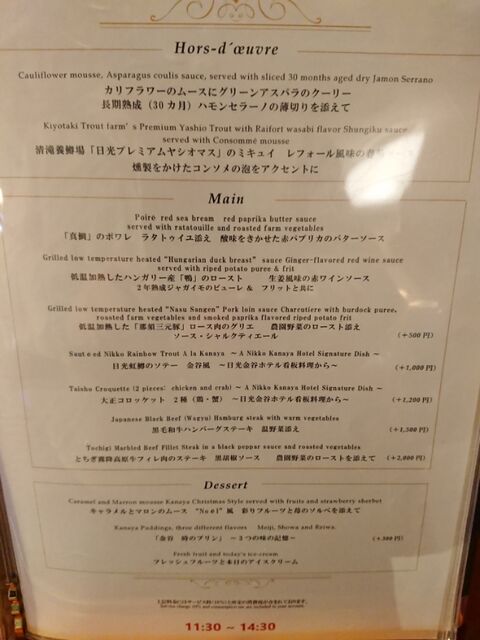 Hors-d´œuvre
Cauliflower mousse, Asparagus coulis sauce, served with sliced 30 months aged dry Jamon Serrano
カリフラワーのムースにグリーンアスパラのクーリー
長期熟成（30 カ月）ハモンセラーノの薄切りを添えて
Kiyotaki Trout farm's Premium Yashio Trout with Raifort wasabi flavor Shungiku sauce
served with Consommé mousse
清滝養鱒場「日光プレミアムヤシオマス」のミキュイ レフォール風味の春
燻製をかけたコンソメの泡をアクセントに
Main
Poiré red sea bream red paprika butter sauce
served with ratatouille and roasted farm vegetables
「真鯛」のポワレ ラタトゥイユ添え 酸味をきかせた赤パプリカのバターソース
Grilled low temperature heated "Hungarian duck breast" sauce Ginger-flavored red wine sauce
served with riped potato puree & frit
低温加熱したハンガリー産「鴨」のロースト 生姜風味の赤ワインソース
2年熟成ジャガイモのピューレ & フリットと共に
Grilled low temperature heated "Nasu Sangen" Pork loin sauce Charcutiere with burdock puree,
roasted farm vegetables and smoked paprika flavored riped potato frit
低温加熱した「那須三元豚」ロース肉のグリエ 農園野菜のロースト添え
ソース・シャルクティエール (+500円)
Sauteed Nikko Rainbow Trout A la Kanaya ～ A Nikko Kanaya Hotel Signature Dish ～
日光虹鱒のソテー 金谷風 ～日光金谷ホテル看板料理から～ (+1,000円)
Taisho Croquette (2 pieces: chicken and crab) ～ A Nikko Kanaya Hotel Signature Dish ～
大正コロッケット 2種（鶏・蟹） ～日光金谷ホテル看板料理から～ (+1,200円)
Japanese Black Beef (Wagyu) Hamburg steak with warm vegetables
黒毛和牛ハンバーグステーキ 温野菜添え (+1,500円)
Tochigi Marbled Beef Fillet Steak in a black peppar sauce and roasted vegetables
とちぎ霧降高原牛フィレ肉のステーキ 黒胡椒ソース 農園野菜のローストを添えて (+2,000円)
Dessert
Caramel and Marron mousse Kanaya Christmas Style served with fruits and strawberry sherbet
キャラメルとマロンのムース "Noel" 風 彩りフルーツと苺のソルベを添えて
Kanaya Puddings, three different flavors Meiji, Showa and Reiwa.
「金谷 時のプリン」 ～3つの味の記憶～ (+300円)
Fresh fruit and today's ice-cream
フレッシュフルーツと本日のアイスクリーム
11:30 ～ 14:30